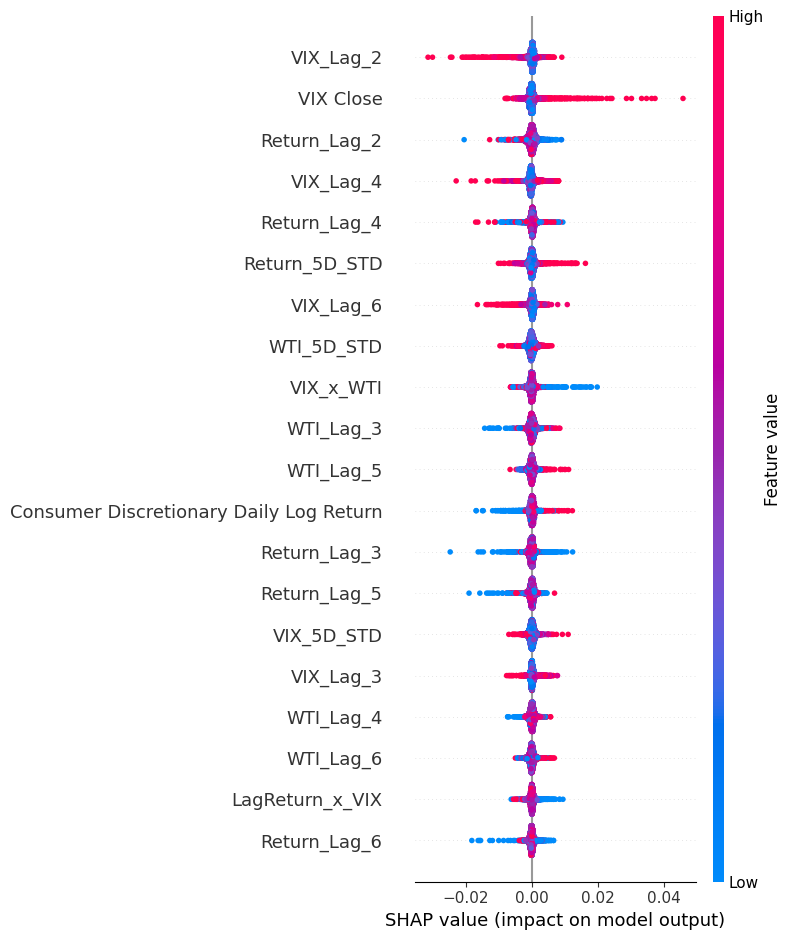 High
VIX_Lag_2
VIX Close
Return_Lag_2
VIX_Lag_4
Return_Lag_4
Return_5D_STD
VIX_Lag_6
WTI_5D_STD
VIX_x_WTI
WTI_Lag_3
WTI_Lag_5
Consumer Discretionary Daily Log Return
Return_Lag_3
Return_Lag_5
VIX_5D_STD
VIX_Lag_3
WTI_Lag_4
WTI_Lag_6
LagReturn_x_VIX
Return_Lag_6
Feature value
Low
−0.02 0.00 0.02 0.04
SHAP value (impact on model output)